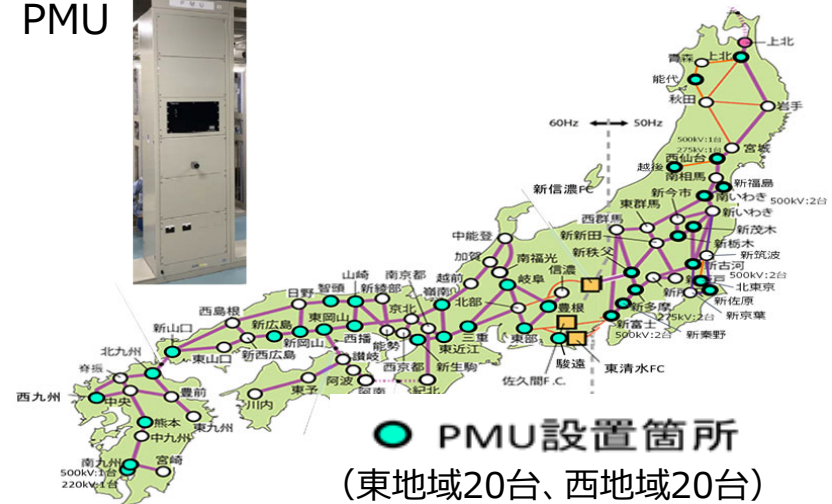 PMU
PMU
上北
青森
上北
能代
秋田
岩手
60Hz
50Hz
500kV:1台
275kV:1台
宮城
西仙台
越後
南相馬
新福島
新信濃FC
新今市
南いわき
500kV:2台
東群馬
新いわき
西群馬
新茂木
中能登
新新田
新栃木
加賀
南福光
新秩父
新筑波
信濃
新古河
越前
岐阜
500kV:2台
山崎
南京都
嶺南
北東京
智頭
新綾部
日野
北部
豊根
新多摩
新佐原
西島根
京北
275kV:2台
新京葉
新山口
新広島
東岡山
新富士
新秦野
500kV:2台
新岡山
西播
能勢
三重
東部
北九州
東山口
新西広島
讃岐
東近江
東清水FC
脊振
西京都
新生駒
駿遠
西九州
阿波
佐久間F.C.
中央
豊前
東予
阿南
紀北
川内
東九州
熊本
中九州
南九州
宮崎
500kV:1台
220kV:1台
PMU設置箇所
(東地域20台、西地域20台)